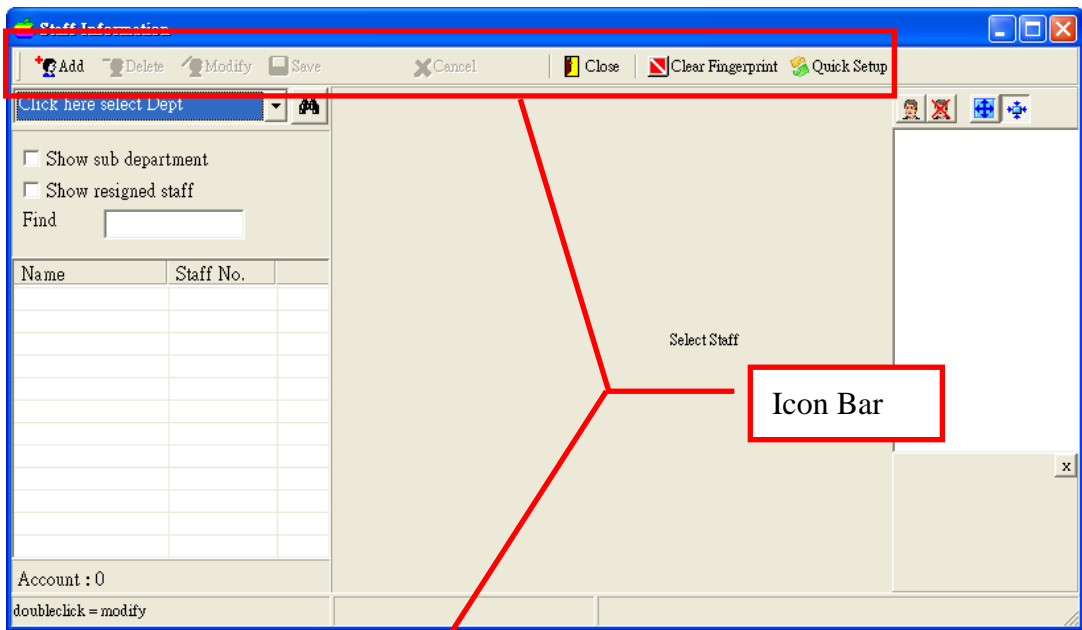 Staff Information
Add Delete Modify Save Cancel Close Clear Fingerprint Quick Setup
Click here select Dept
Show sub department
Show resigned staff
Find
Name Staff No.
Select Staff
Icon Bar
x
Account : 0
doubleclick = modify